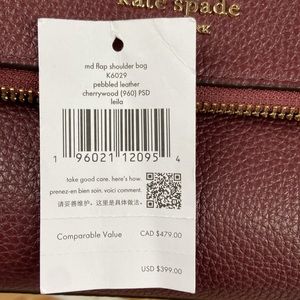 kate spade
md flap shoulder bag
K6029
pebbled leather
cherrywood (960) PSD
leila
1 96021 12095 4
take good care. here's how.
prenez-en bien soin. voici comment.
请妥善维护。以下是具体做法。
Comparable Value CAD $479.00
USD $399.00